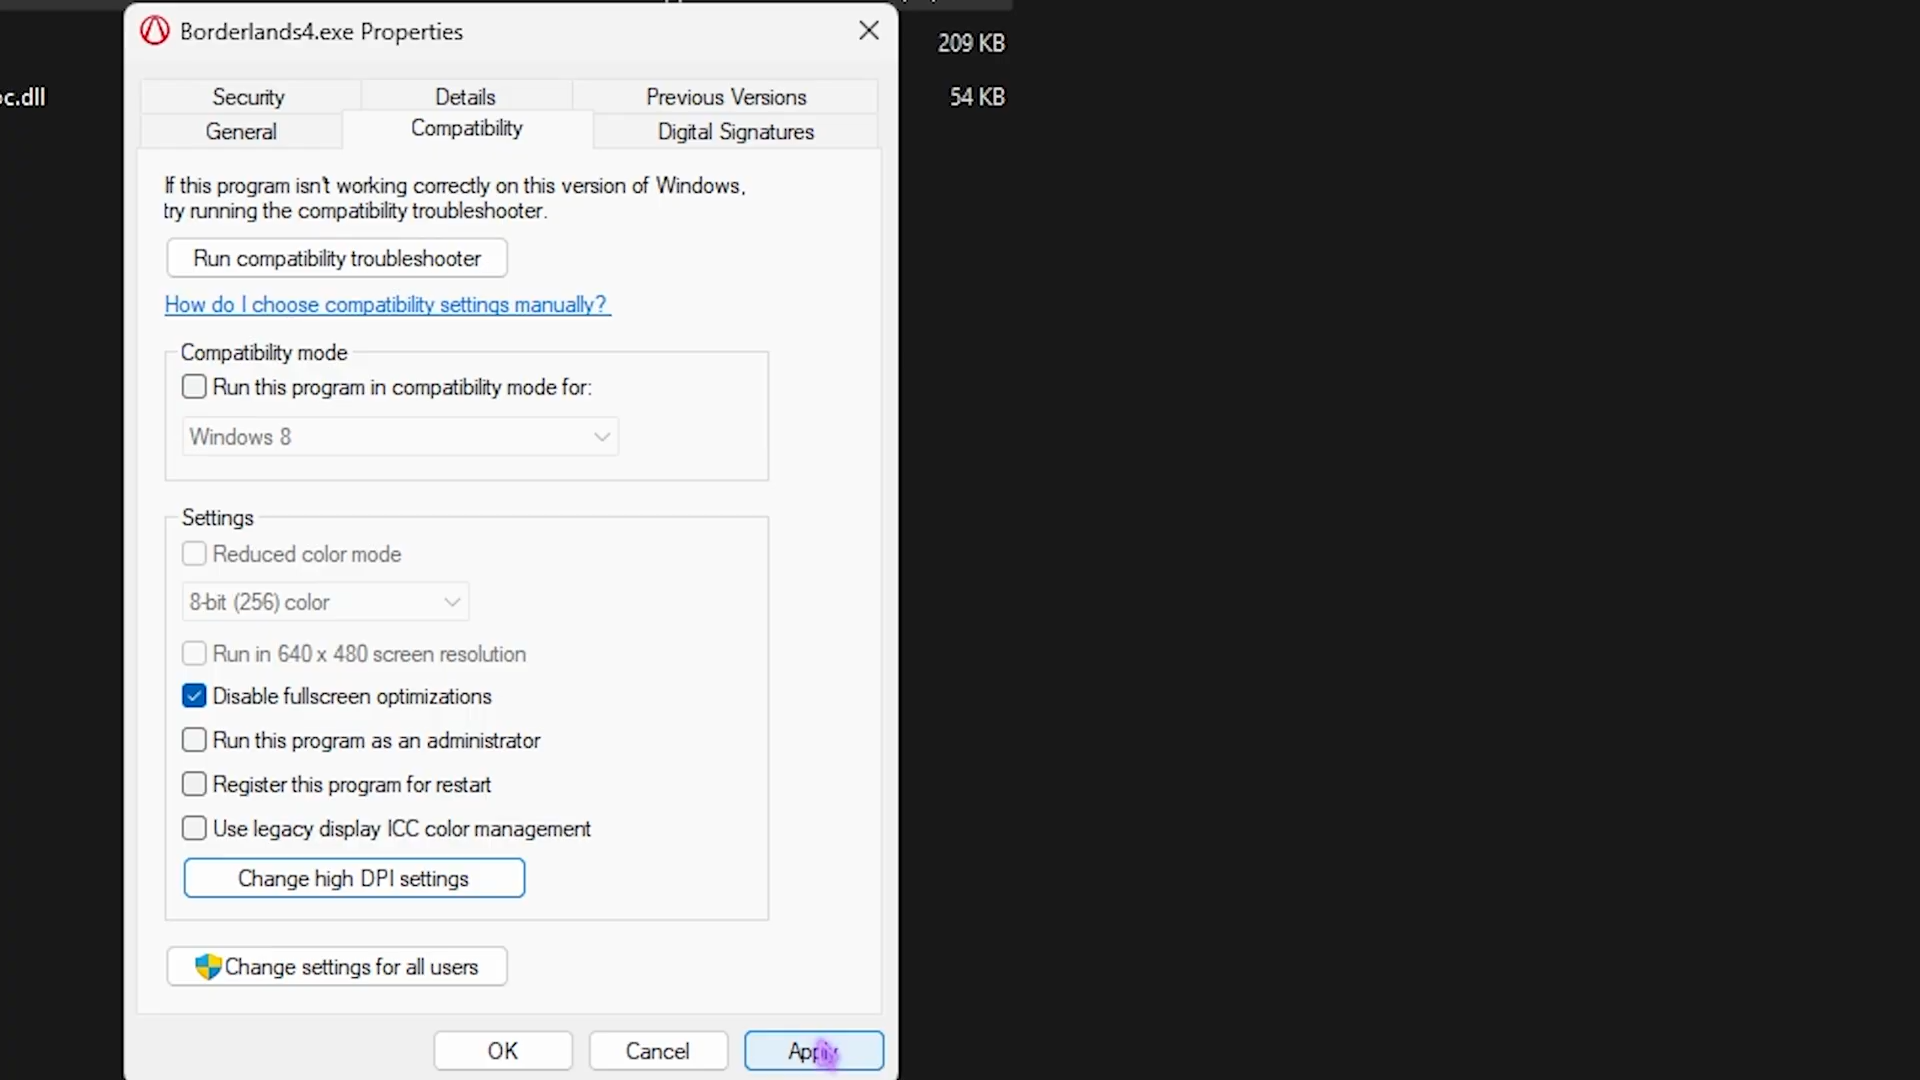 Borderlands4.exe Properties
209 KB
oc.dll
54 KB
Security
Details
Previous Versions
General
Compatibility
Digital Signatures
If this program isn't working correctly on this version of Windows,
try running the compatibility troubleshooter.
Run compatibility troubleshooter
How do I choose compatibility settings manually?
Compatibility mode
Run this program in compatibility mode for:
Windows 8
Settings
Reduced color mode
8-bit (256) color
Run in 640 x 480 screen resolution
Disable fullscreen optimizations
Run this program as an administrator
Register this program for restart
Use legacy display ICC color management
Change high DPI settings
Change settings for all users
OK
Cancel
Apply